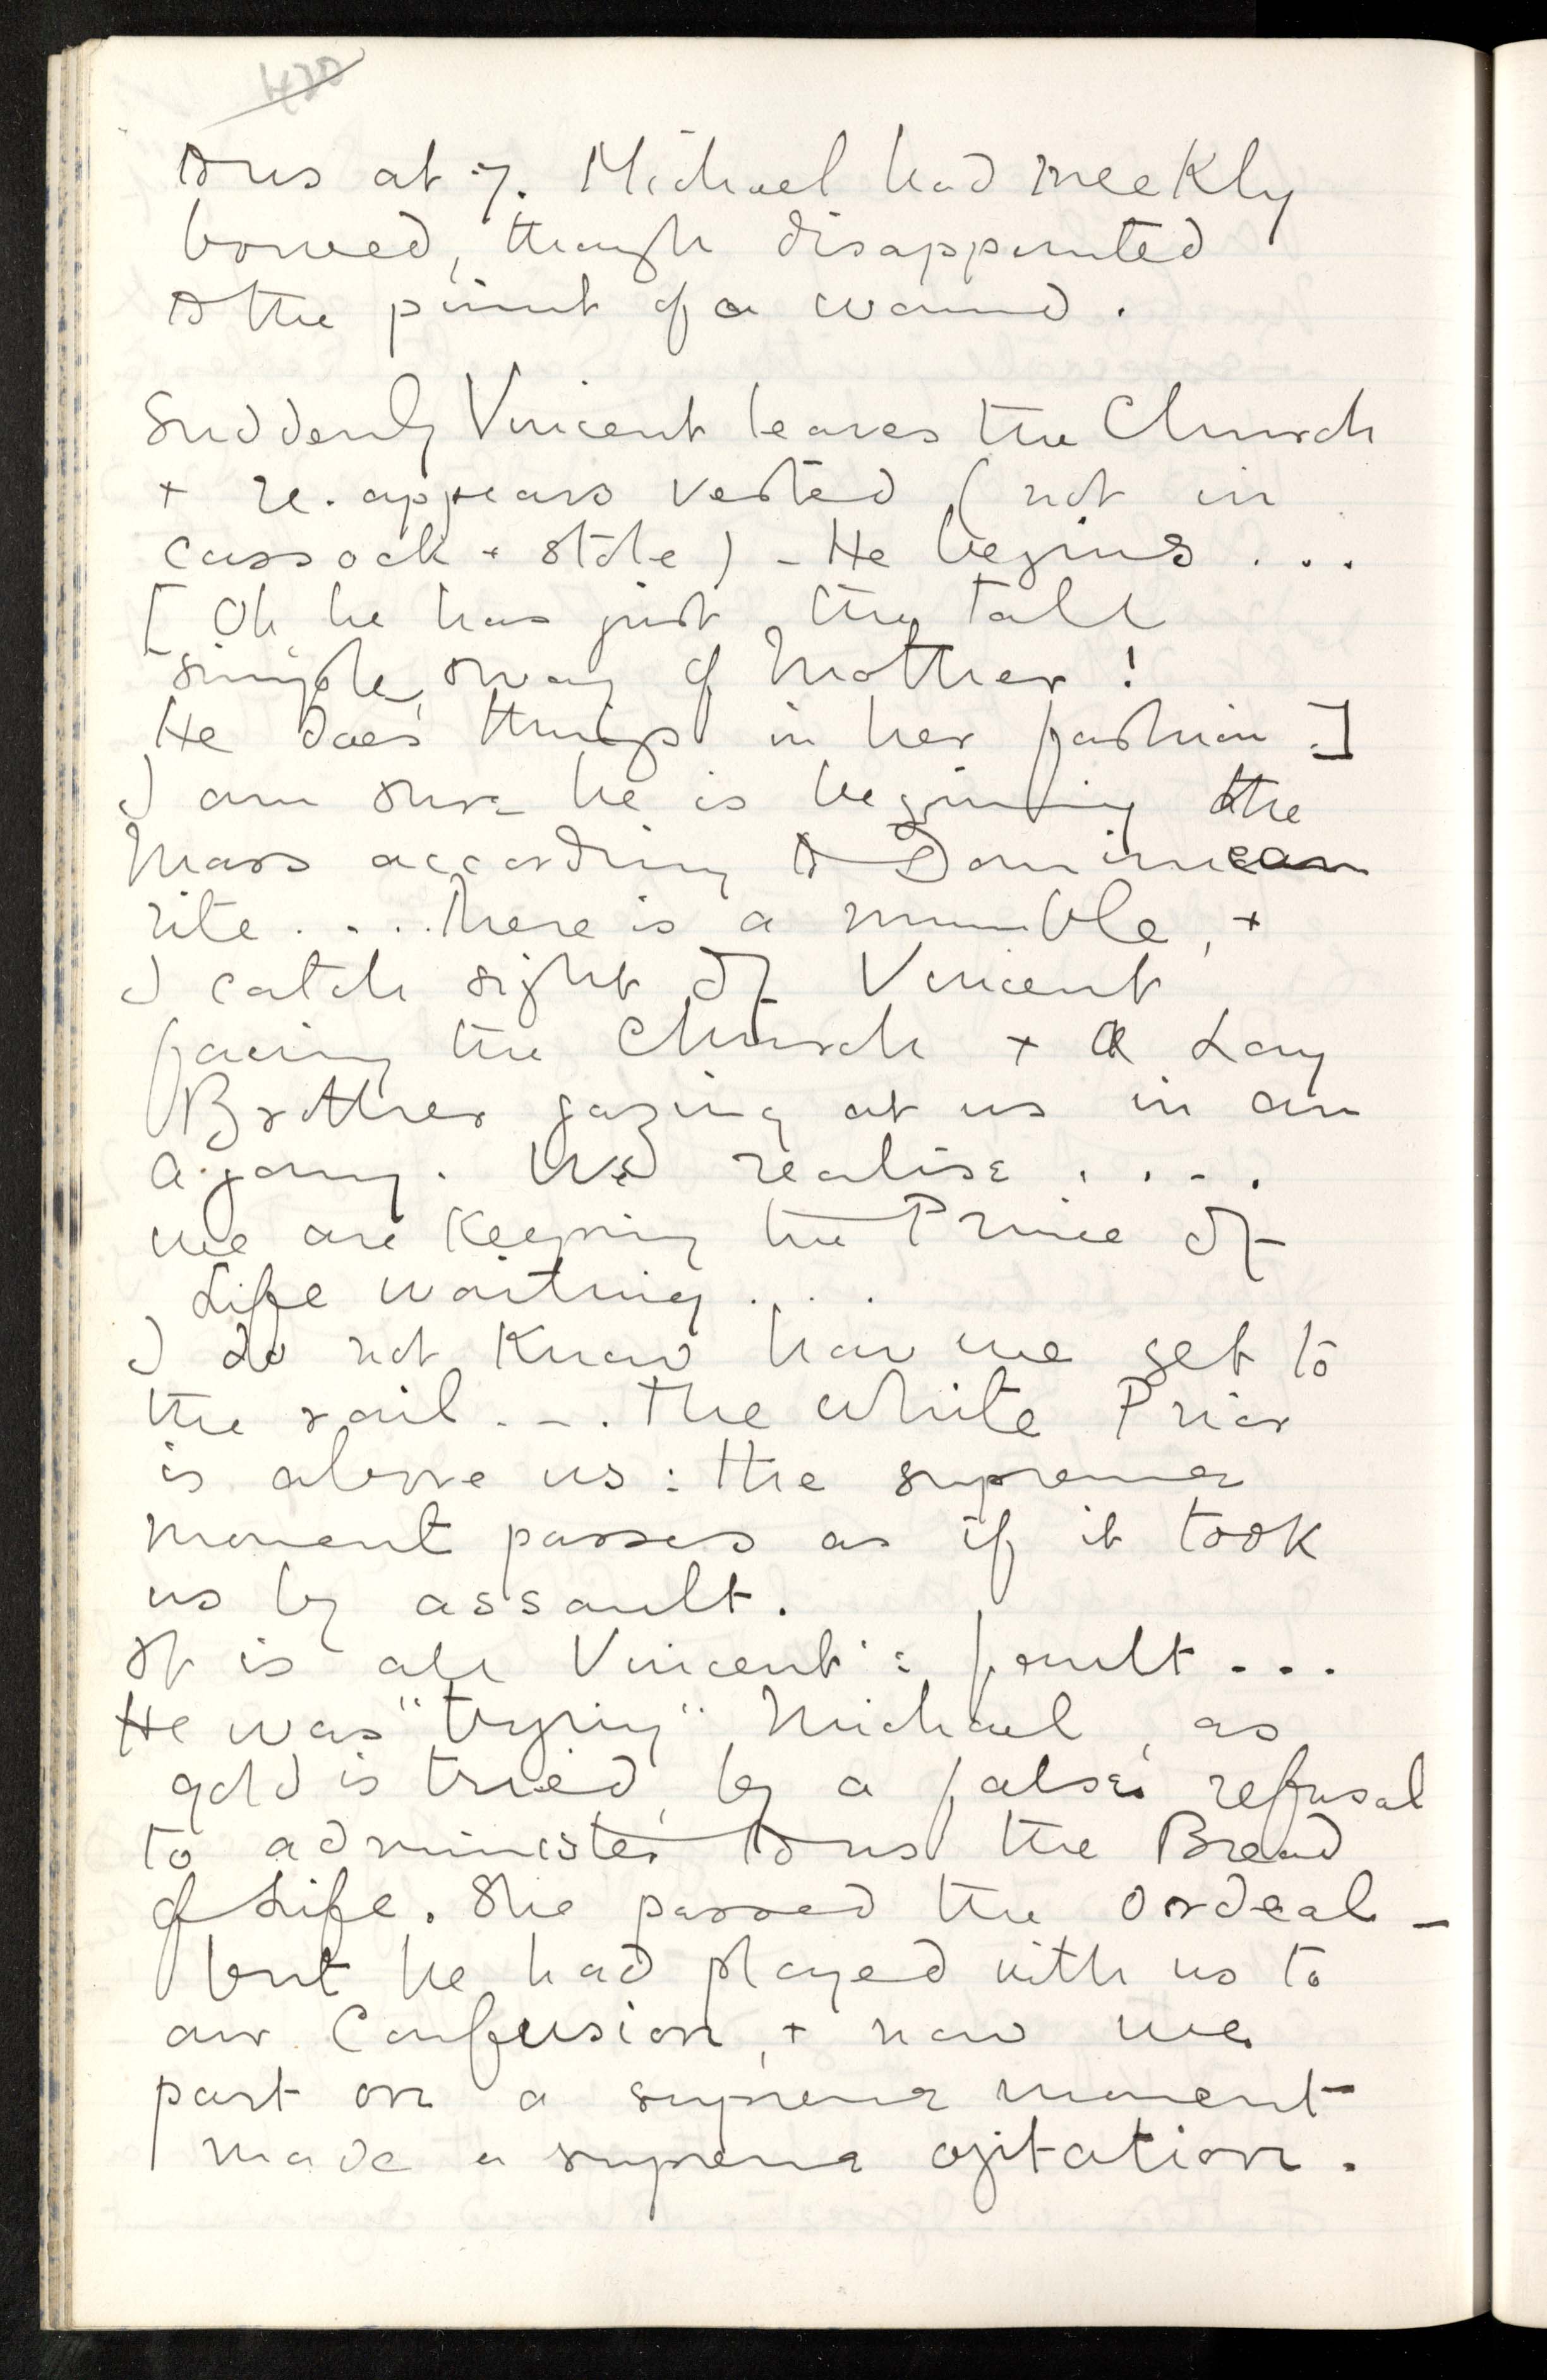 420
to us at 7. Michael had meekly
bowed, though disappointed
to the point of a wound.
Suddenly Vincent leaves the Church
+ re-appears vested (not in
cassock + stole) - He begins ...
[Oh he has just the tall
simple sway of Mother!
He does things in her fashion.]
I am sure he is beginning the
Mass according to Dominican
rite.... There is a mumble, +
I catch sight of Vincent
facing the Church + a Lay
Brother gazing at us in an
agony. We realise ....
we are keeping the Prince of
Life waiting...
I do not know how we get to
the rail... The white Prior
is above us: the supreme
moment passes as if it took
us by assault.
It is all Vincent's fault...
He was "trying" Michael, as
gold is tried, by a false refusal
to administer to us the Bread
of Life. She passed the ordeal -
but he had played with us to
our confusion, + now we
part on a supreme moment
made a supreme agitation.